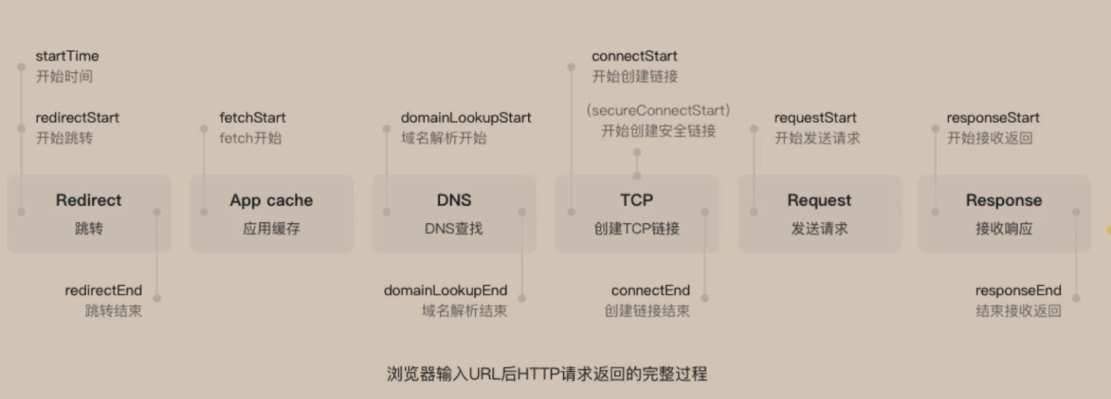 startTime
开始时间
redirectStart
开始跳转
fetchStart
fetch开始
domainLookupStart
域名解析开始
connectStart
开始创建链接
(secureConnectStart)
开始创建安全链接
requestStart
开始发送请求
responseStart
开始接收返回
Redirect
跳转
App cache
应用缓存
DNS
DNS查找
TCP
创建TCP链接
Request
发送请求
Response
接收响应
redirectEnd
跳转结束
domainLookupEnd
域名解析结束
connectEnd
创建链接结束
responseEnd
结束接收返回
浏览器输入URL后HTTP请求返回的完整过程